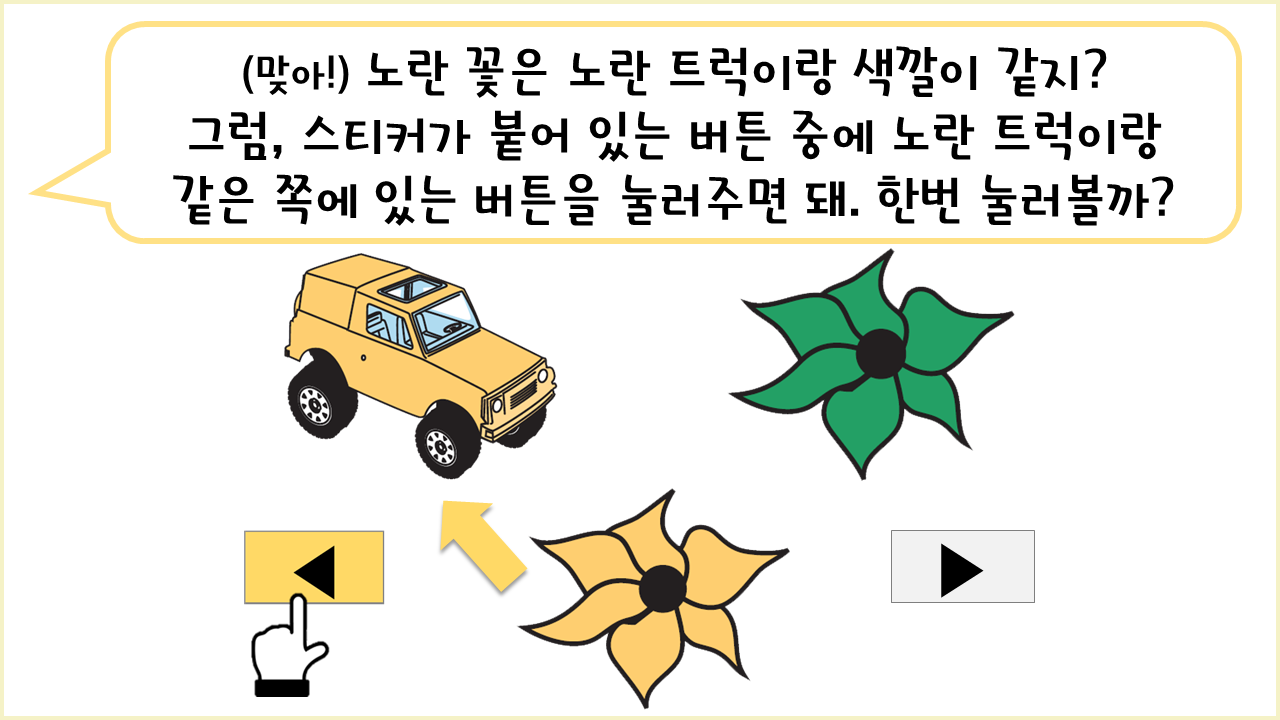 (맞아!) 노란 꽃은 노란 트럭이랑 색깔이 같지?
그럼, 스티커가 붙어 있는 버튼 중에 노란 트럭이랑
같은 쪽에 있는 버튼을 눌러주면 돼. 한번 눌러볼까?